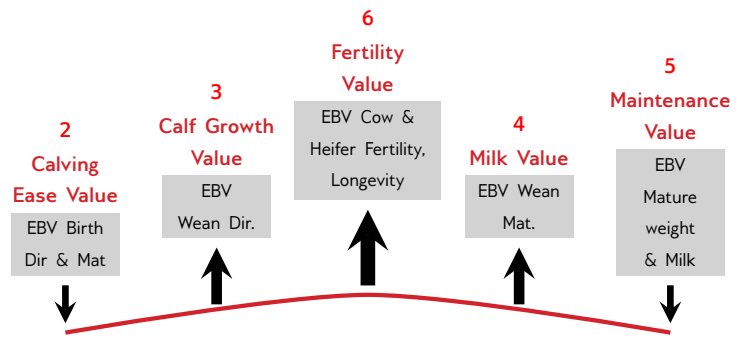 2
Calving
Ease Value
EBV Birth
Dir & Mat
3
Calf Growth
Value
EBV
Wean Dir.
6
Fertility
Value
EBV Cow &
Heifer Fertility,
Longevity
4
Milk Value
EBV Wean
Mat.
5
Maintenance
Value
EBV
Mature
weight
& Milk